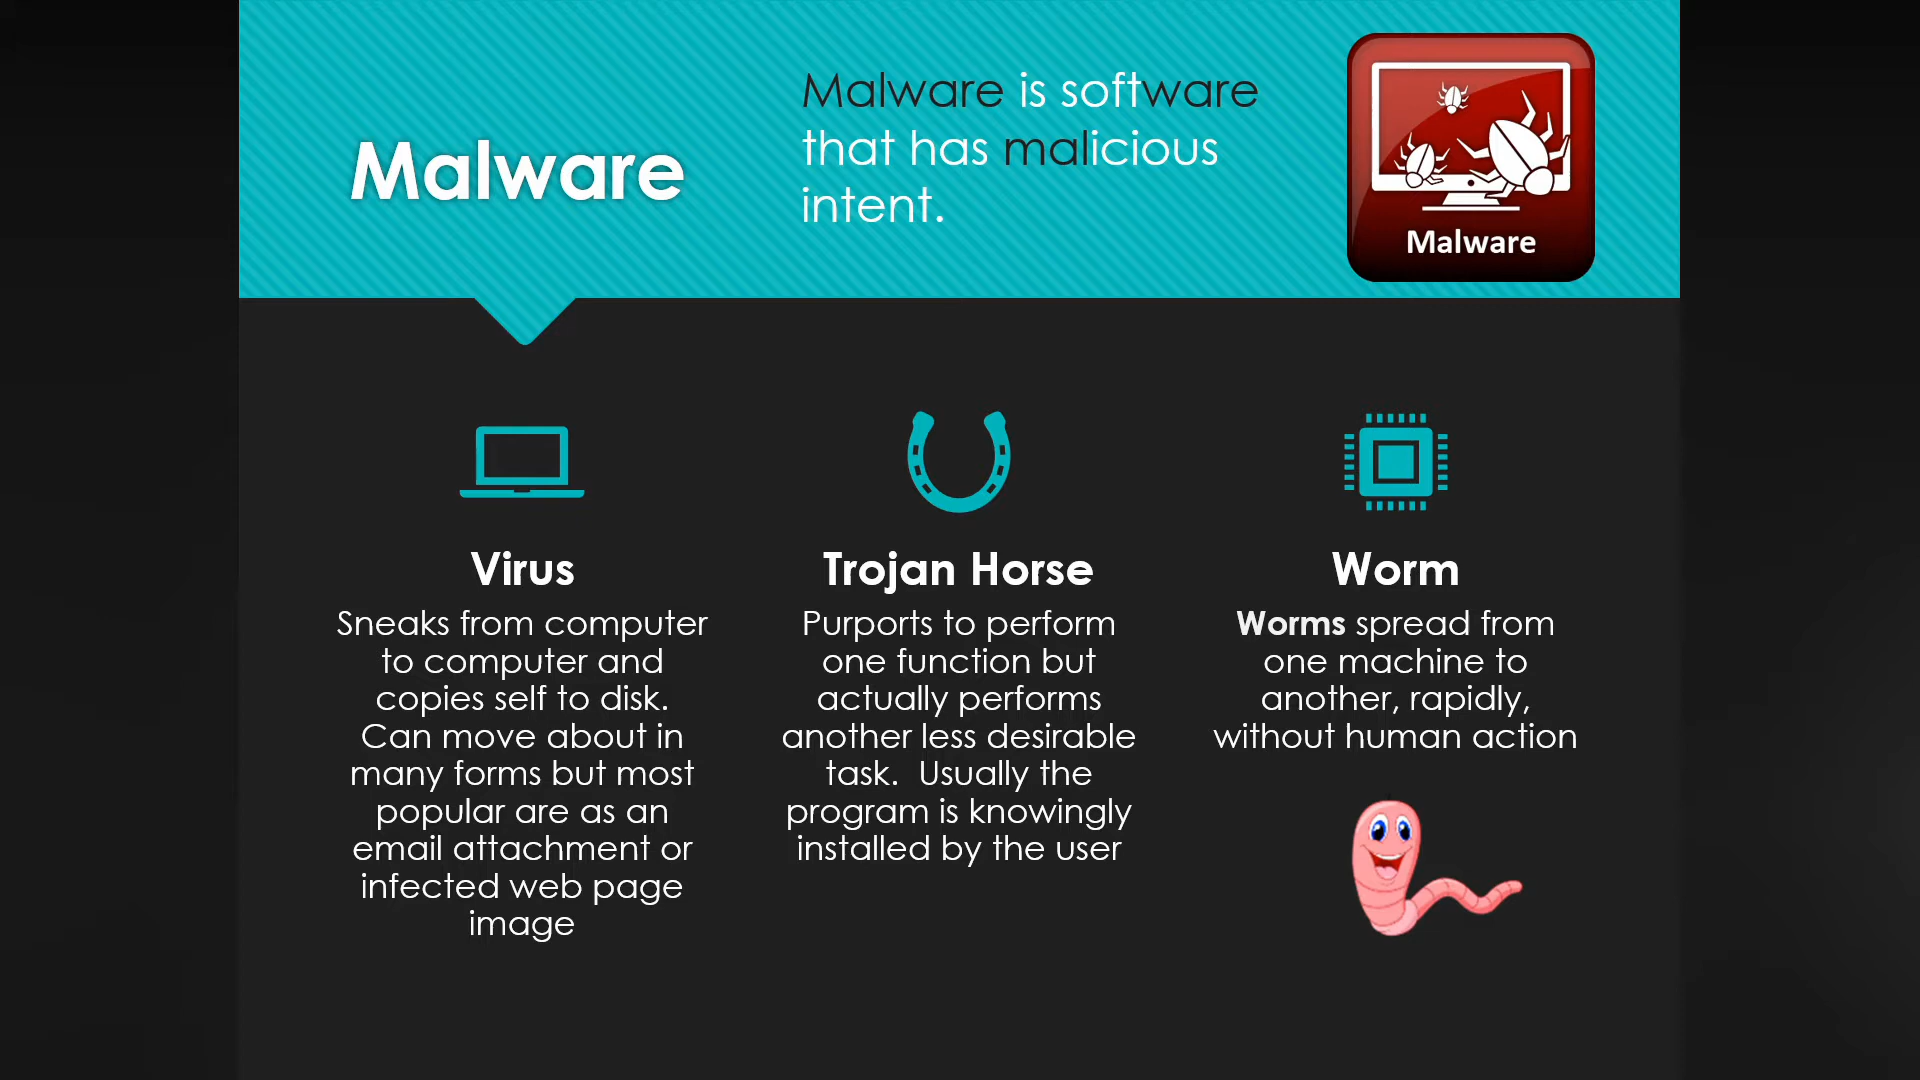 Malware
Malware is software
that has malicious
intent.
Malware
Virus
Sneaks from computer
to computer and
copies self to disk.
Can move about in
many forms but most
popular are as an
email attachment or
infected web page
image
Trojan Horse
Purports to perform
one function but
actually performs
another less desirable
task.  Usually the
program is knowingly
installed by the user
Worm
Worms spread from
one machine to
another, rapidly,
without human action